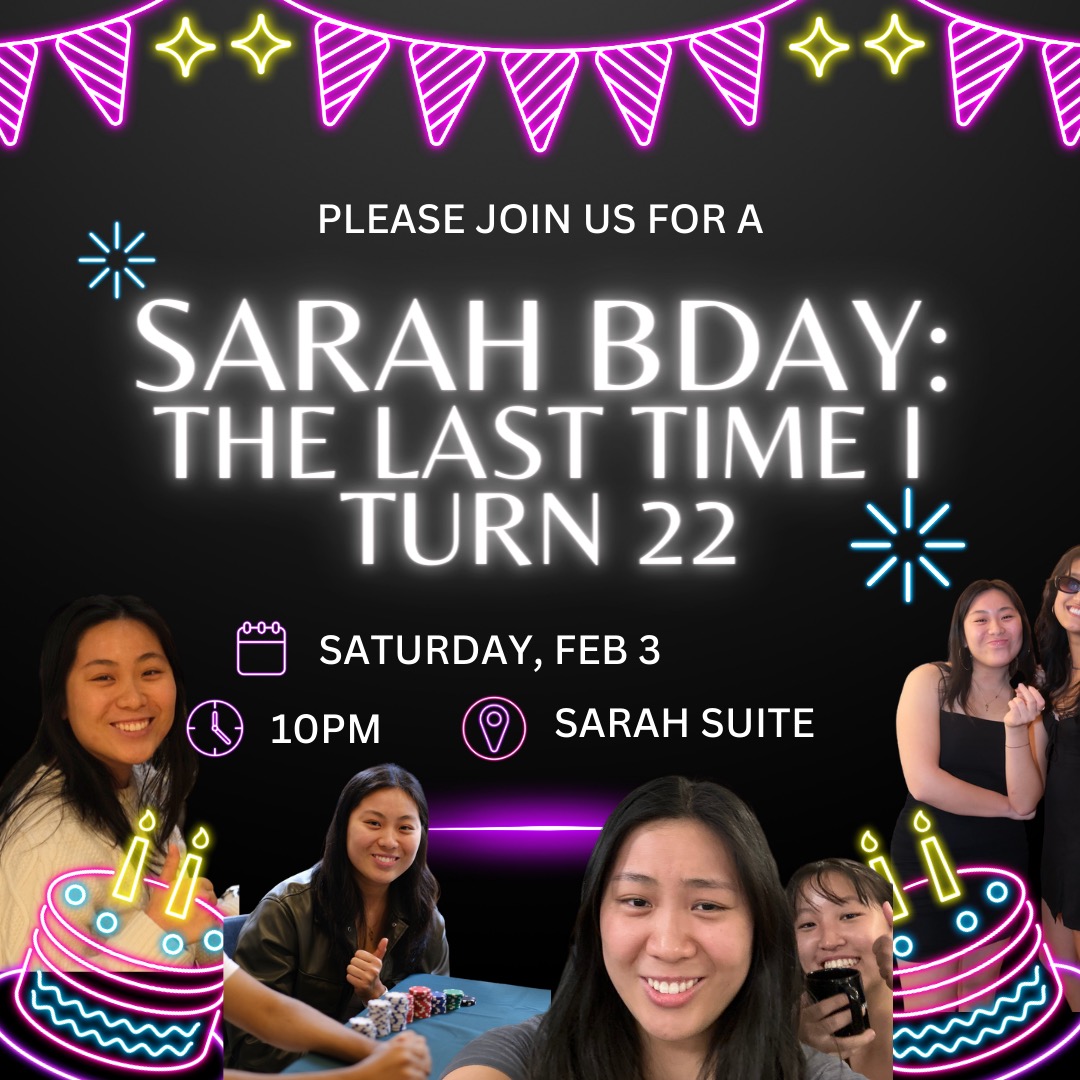 PLEASE JOIN US FOR A
SARAH BDAY:
THE LAST TIME I
TURN 22
SATURDAY, FEB 3
10PM
SARAH SUITE